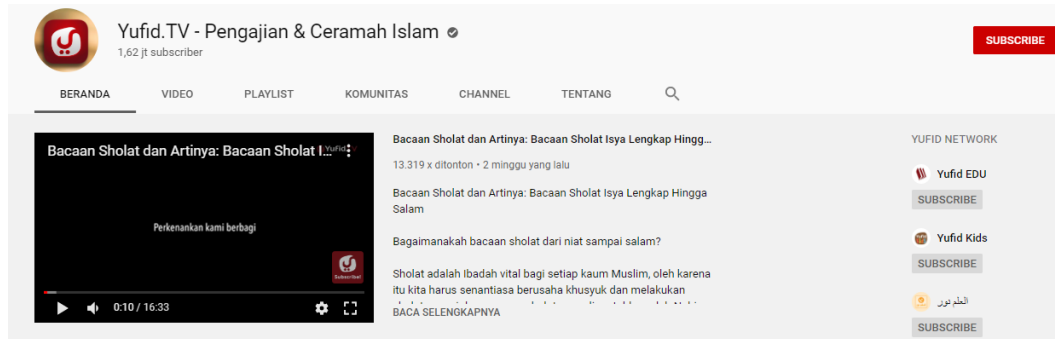 Yufid.TV - Pengajian & Ceramah Islam
1,62 jt subscriber
SUBSCRIBE
BERANDA VIDEO PLAYLIST KOMUNITAS CHANNEL TENTANG
Bacaan Sholat dan Artinya: Bacaan Sholat I...
Perkenankan kami berbagi
Subscribe!
0:10 / 16:33
Bacaan Sholat dan Artinya: Bacaan Sholat Isya Lengkap Hingg...
13.319 x ditonton • 2 minggu yang lalu
Bacaan Sholat dan Artinya: Bacaan Sholat Isya Lengkap Hingga
Salam
Bagaimanakah bacaan sholat dari niat sampai salam?
Sholat adalah Ibadah vital bagi setiap kaum Muslim, oleh karena
itu kita harus senantiasa berusaha khusyuk dan melakukan
BACA SELENGKAPNYA
YUFID NETWORK
Yufid EDU
SUBSCRIBE
Yufid Kids
SUBSCRIBE
العلم نور
SUBSCRIBE